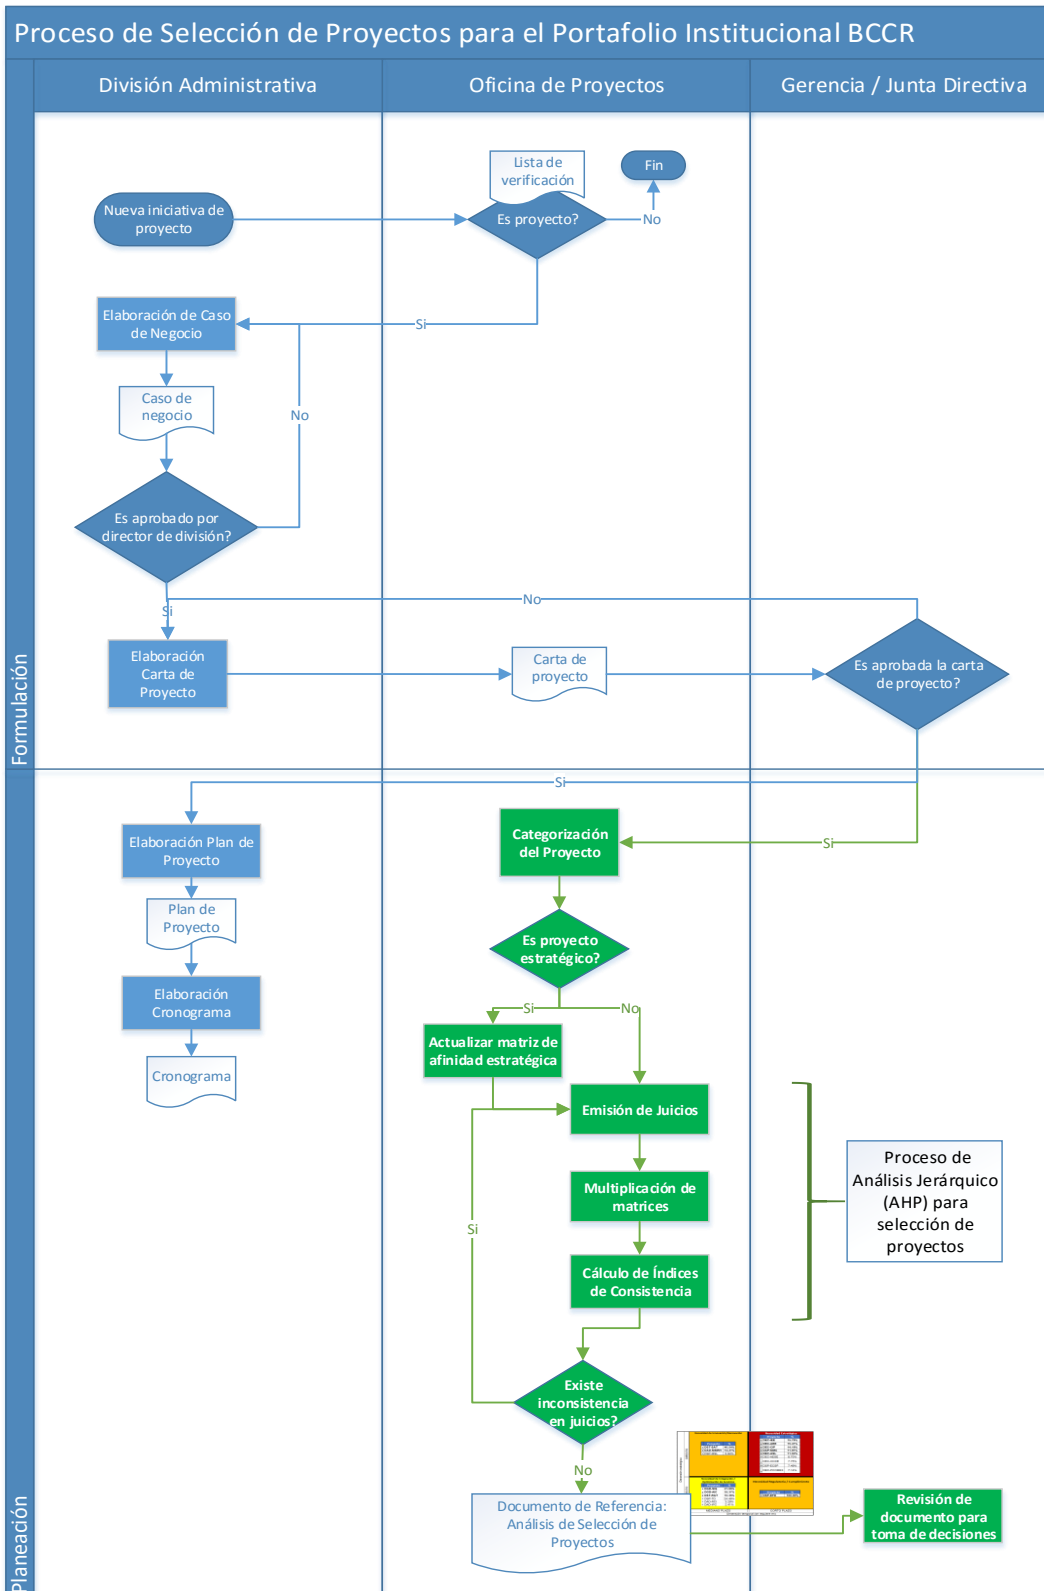 Proceso de Selección de Proyectos para el Portafolio Institucional BCCR
División Administrativa
Oficina de Proyectos
Gerencia / Junta Directiva
Formulación
Lista de
verificación
Fin
Nueva iniciativa de
proyecto
Es proyecto?
No
Si
Elaboración de Caso
de Negocio
Caso de
negocio
No
Es aprobado por
director de división?
No
Si
Elaboración
Carta de
Proyecto
Carta de
proyecto
Es aprobada la carta
de proyecto?
Planeación
Si
Si
Elaboración Plan de
Proyecto
Categorización
del Proyecto
Plan de
Proyecto
Es proyecto
estratégico?
Elaboración
Cronograma
Si
No
Actualizar matriz de
afinidad estratégica
Cronograma
Emisión de Juicios
Proceso de
Análisis Jerárquico
(AHP) para
selección de
proyectos
Multiplicación de
matrices
Si
Cálculo de Índices
de Consistencia
Existe
inconsistencia
en juicios?
No
Documento de Referencia:
Análisis de Selección de
Proyectos
Revisión de
documento para
toma de decisiones